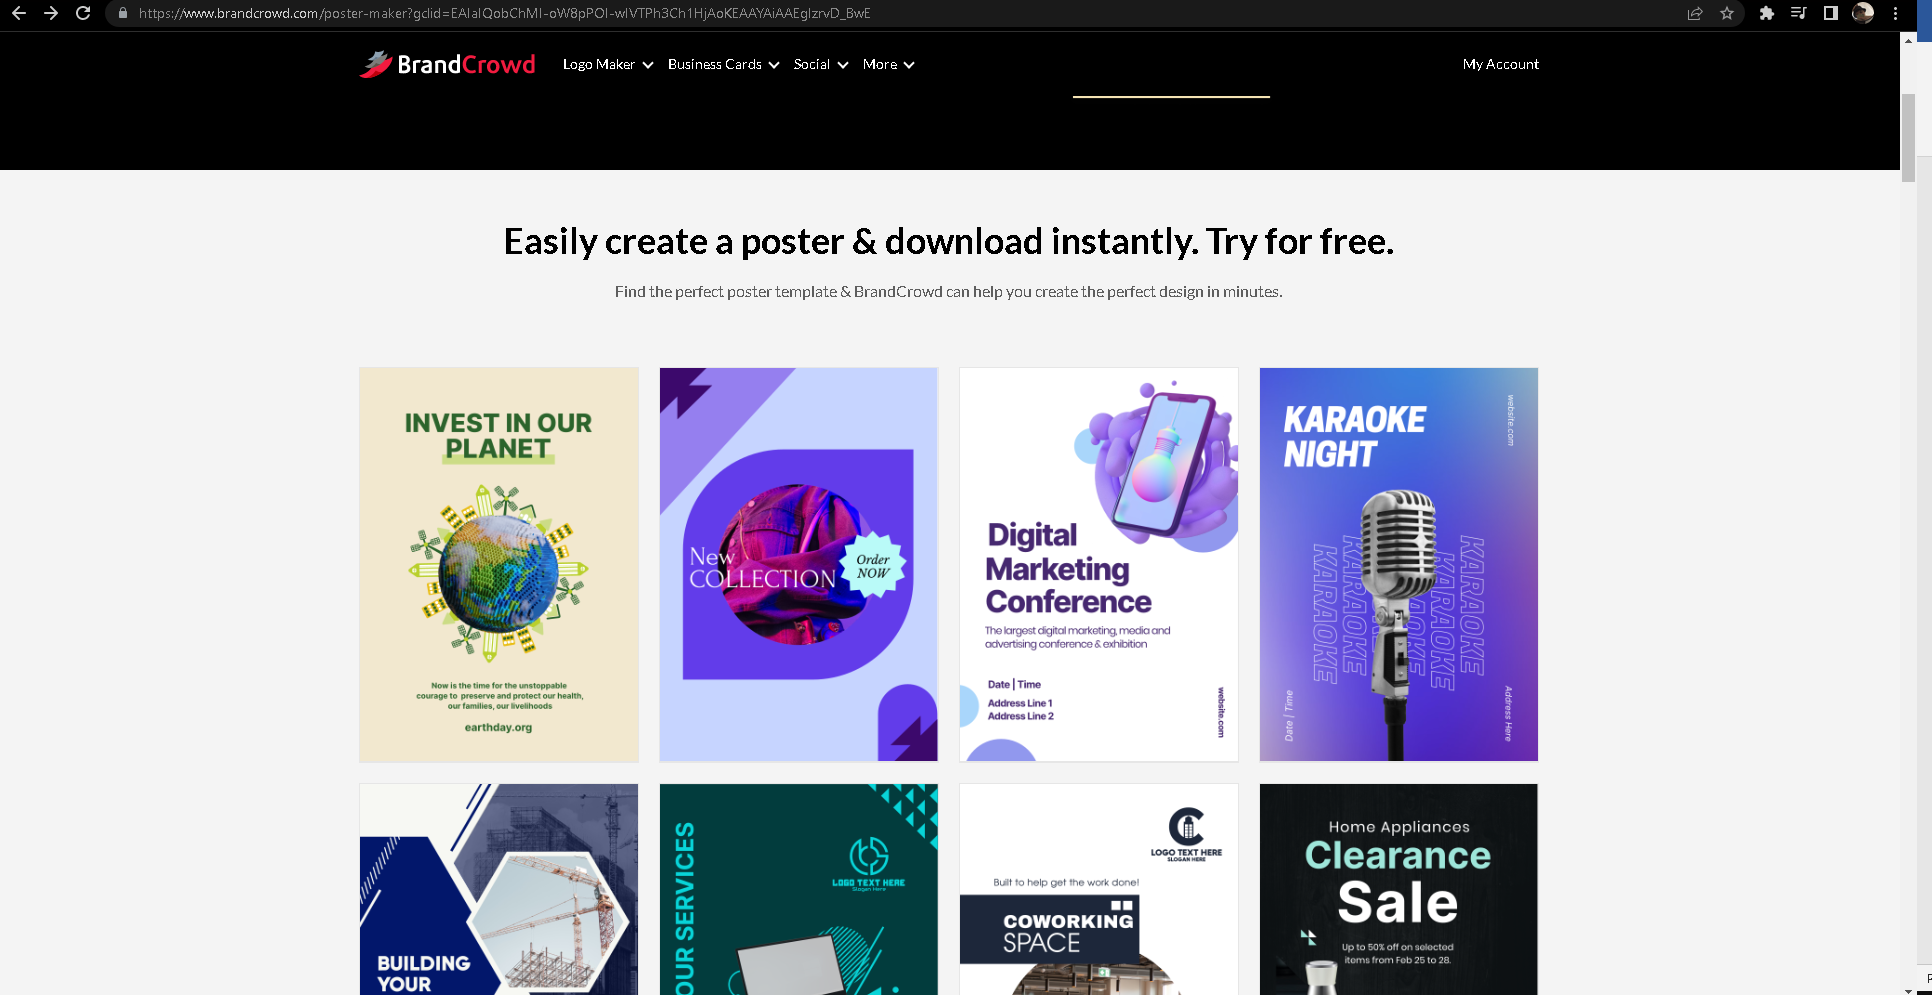 https://www.brandcrowd.com/poster-maker?gclid=EAIaIQobChMI-oW8pPOI-wIVTPh3Ch1HjAoKEAAYAiAAEgIzrvD_BwE
BrandCrowd
Logo Maker
Business Cards
Social
More
My Account
Easily create a poster & download instantly. Try for free.
Find the perfect poster template & BrandCrowd can help you create the perfect design in minutes.
INVEST IN OUR
PLANET
Now is the time for the unstoppable
courage to preserve and protect our health,
our families, our livelihoods
earthday.org
New
COLLECTION
Order
NOW
Digital
Marketing
Conference
The largest digital marketing, media and
advertising conference & exhibition
Date | Time
Address Line 1
Address Line 2
website.com
KARAOKE
NIGHT
website.com
KARAOKE
KARAOKE
KARAOKE
KARAOKE
KARAOKE
Date | Time
Address Here
BUILDING
YOUR
OUR SERVICES
LOGO TEXT HERE
Slogan Here
LOGO TEXT HERE
SLOGAN HERE
Built to help get the work done!
COWORKING
SPACE
Home Appliances
Clearance
Sale
Up to 50% off on selected
items from Feb 25 to 28.